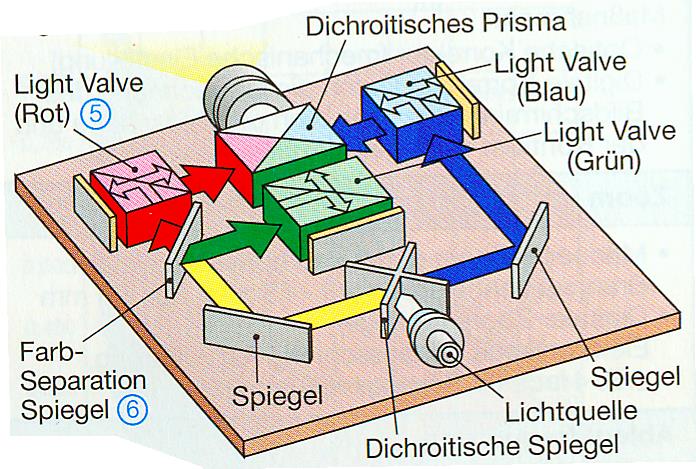 Dichroitisches Prisma
Light Valve
(Rot) ⑤
Light Valve
(Blau)
Light Valve
(Grün)
Farb-
Separation
Spiegel ⑥
Spiegel
Spiegel
Lichtquelle
Dichroitische Spiegel